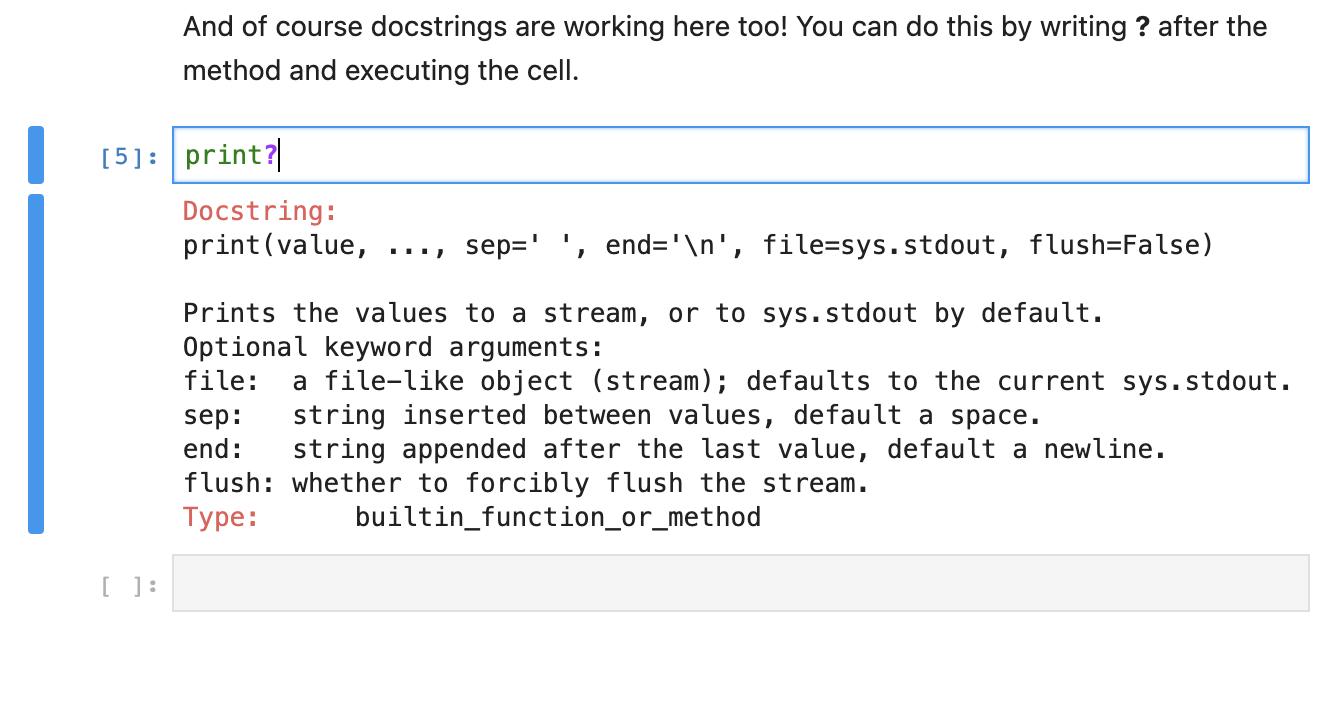 And of course docstrings are working here too! You can do this by writing ? after the
method and executing the cell.
[5]: print?
Docstring:
print(value, ..., sep=' ', end='\n', file=sys.stdout, flush=False)
Prints the values to a stream, or to sys.stdout by default.
Optional keyword arguments:
file:  a file-like object (stream); defaults to the current sys.stdout.
sep:   string inserted between values, default a space.
end:   string appended after the last value, default a newline.
flush: whether to forcibly flush the stream.
Type:      builtin_function_or_method
[ ]: